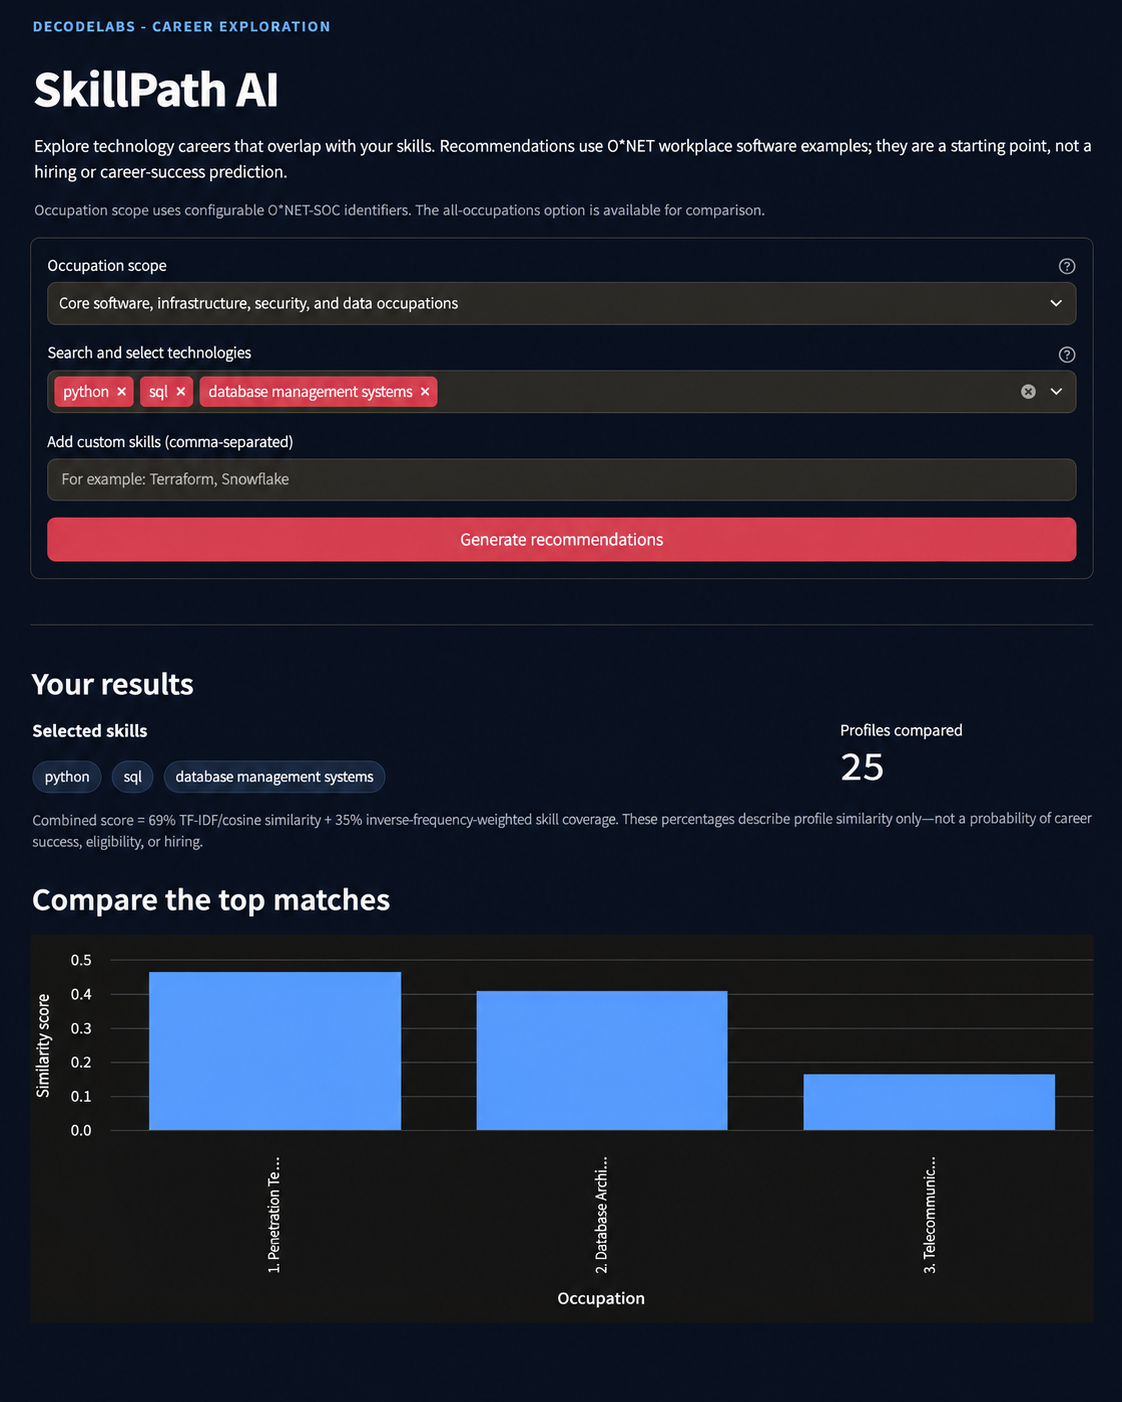 DECODELABS - CAREER EXPLORATION
SkillPath AI
Explore technology careers that overlap with your skills. Recommendations use O*NET workplace software examples; they are a starting point, not a
hiring or career-success prediction.
Occupation scope uses configurable O*NET-SOC identifiers. The all-occupations option is available for comparison.
Occupation scope
Core software, infrastructure, security, and data occupations
Search and select technologies
python × sql × database management systems ×
Add custom skills (comma-separated)
For example: Terraform, Snowflake
Generate recommendations
Your results
Selected skills
python sql database management systems
Profiles compared
25
Combined score = 69% TF-IDF/cosine similarity + 35% inverse-frequency-weighted skill coverage. These percentages describe profile similarity only—not a probability of career
success, eligibility, or hiring.
Compare the top matches
Similarity score
0.5
0.4
0.3
0.2
0.1
0.0
1. Penetration Te...
2. Database Archi...
3. Telecommunic...
Occupation